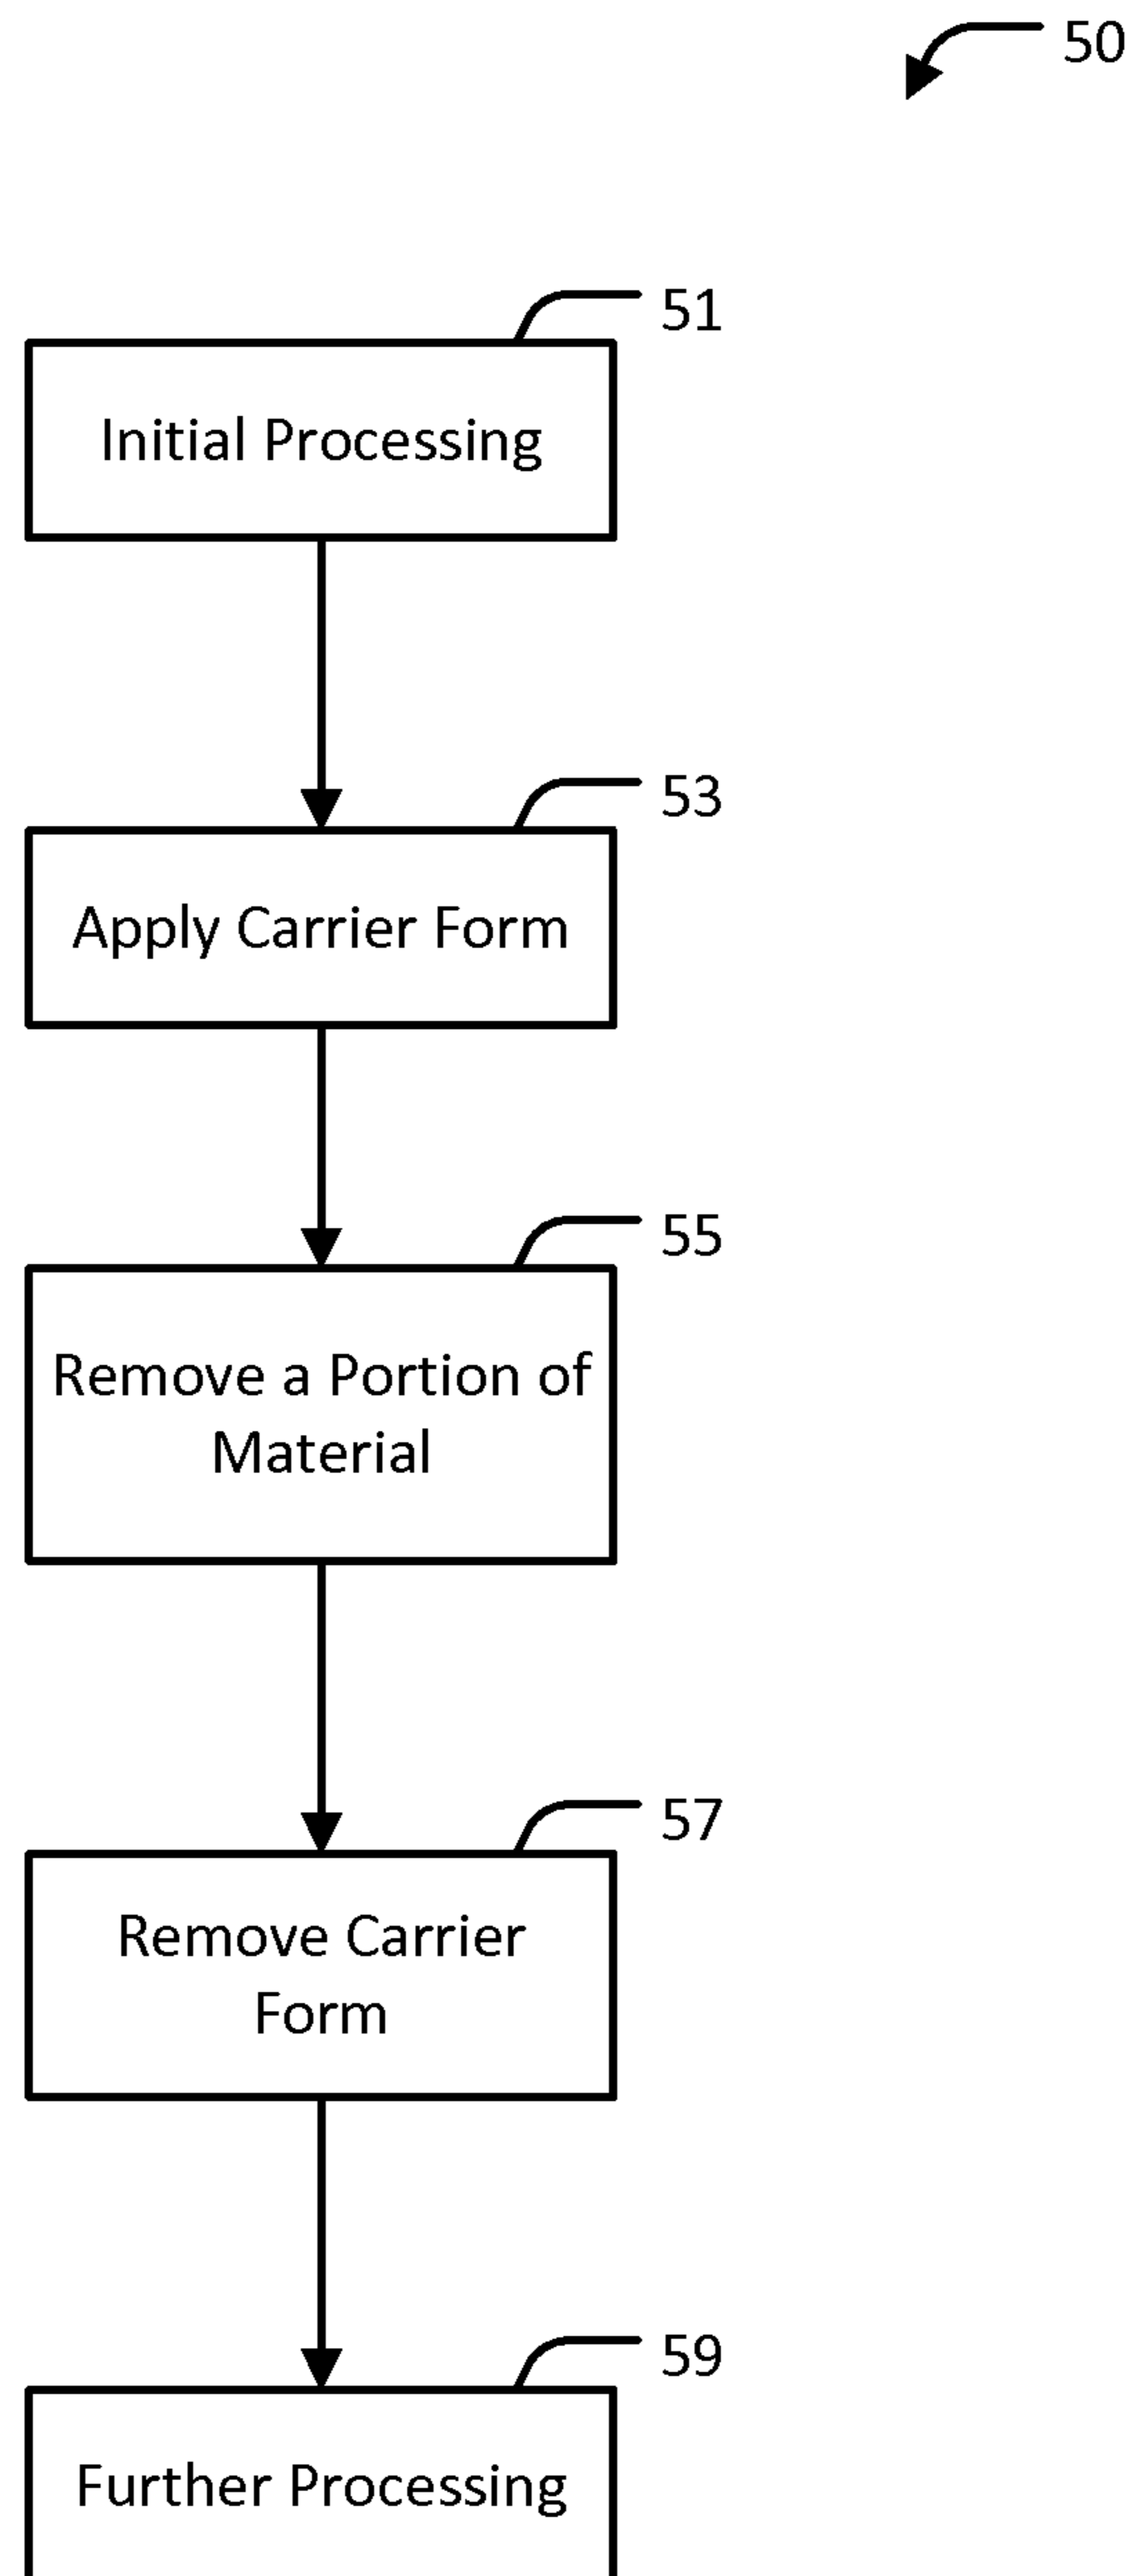 50
51
Initial Processing
53
Apply Carrier Form
55
Remove a Portion of
Material
57
Remove Carrier
Form
59
Further Processing